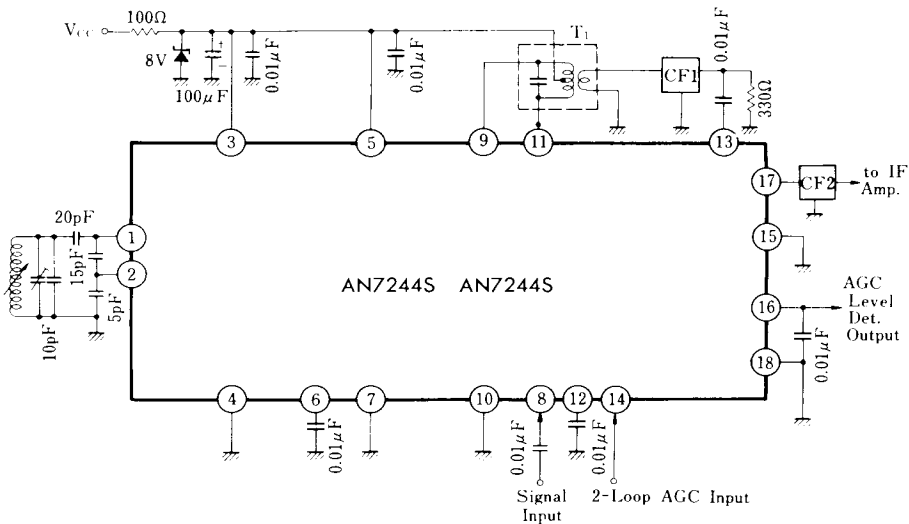 V_CC
100Ω
8V
100μF
+
−
0.01μF
0.01μF
T₁
CF1
0.01μF
330Ω
3
5
9
11
13
17
CF2
to IF
Amp.
20pF
1
15pF
2
5pF
10pF
AN7244S AN7244S
15
16
AGC
Level
Det.
Output
0.01μF
18
4
6
7
10
8
12
14
0.01μF
0.01μF
0.01μF
Signal
Input
2-Loop AGC Input